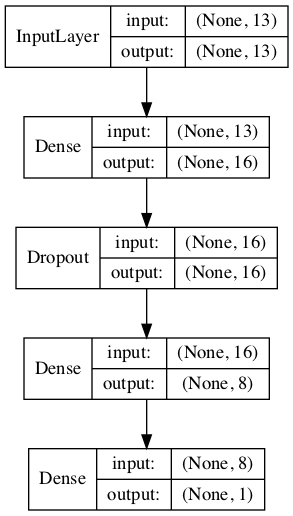 InputLayer
input: (None, 13)
output: (None, 13)
Dense
input: (None, 13)
output: (None, 16)
Dropout
input: (None, 16)
output: (None, 16)
Dense
input: (None, 16)
output: (None, 8)
Dense
input: (None, 8)
output: (None, 1)